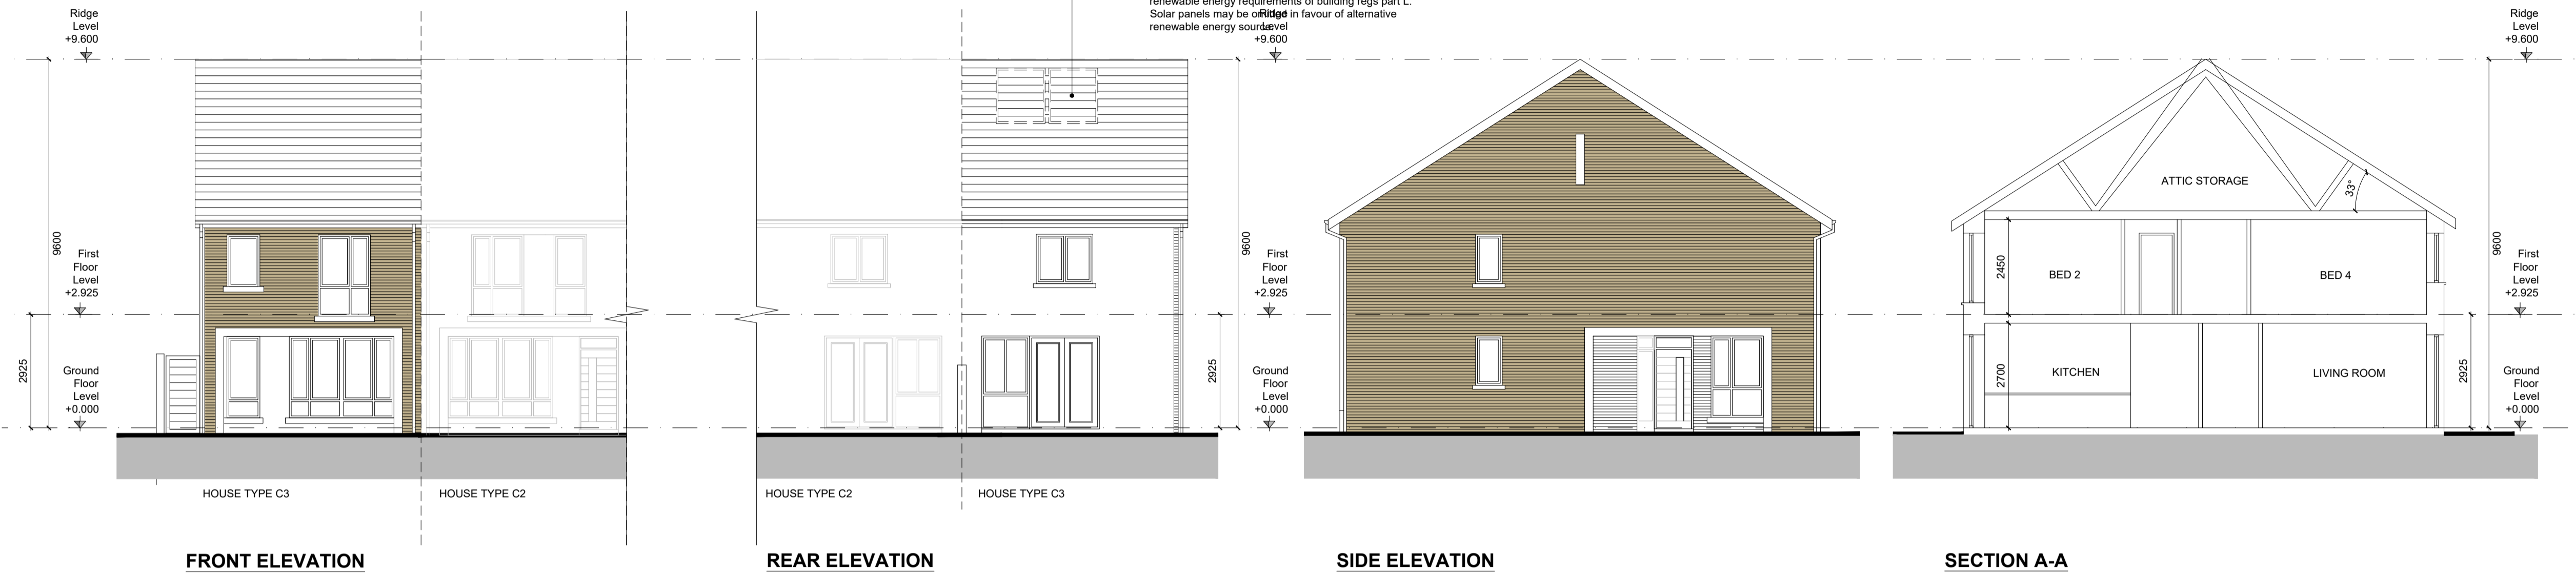 renewable energy requirements of building regs part L.
Solar panels may be omitted in favour of alternative
renewable energy source.
Ridge
Level
+9.600
9600
First
Floor
Level
+2.925
2925
Ground
Floor
Level
+0.000
HOUSE TYPE C3
HOUSE TYPE C2
FRONT ELEVATION
HOUSE TYPE C2
HOUSE TYPE C3
REAR ELEVATION
Ridge
Level
+9.600
9600
First
Floor
Level
+2.925
2925
Ground
Floor
Level
+0.000
SIDE ELEVATION
ATTIC STORAGE
33°
2450
BED 2
BED 4
2700
KITCHEN
LIVING ROOM
SECTION A-A
Ridge
Level
+9.600
9600
First
Floor
Level
+2.925
2925
Ground
Floor
Level
+0.000